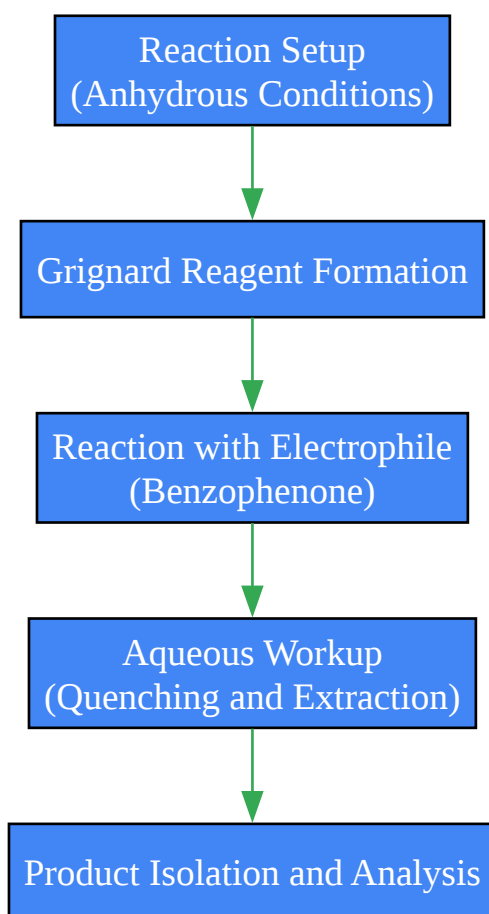 Reaction Setup
(Anhydrous Conditions)
Grignard Reagent Formation
Reaction with Electrophile
(Benzophenone)
Aqueous Workup
(Quenching and Extraction)
Product Isolation and Analysis